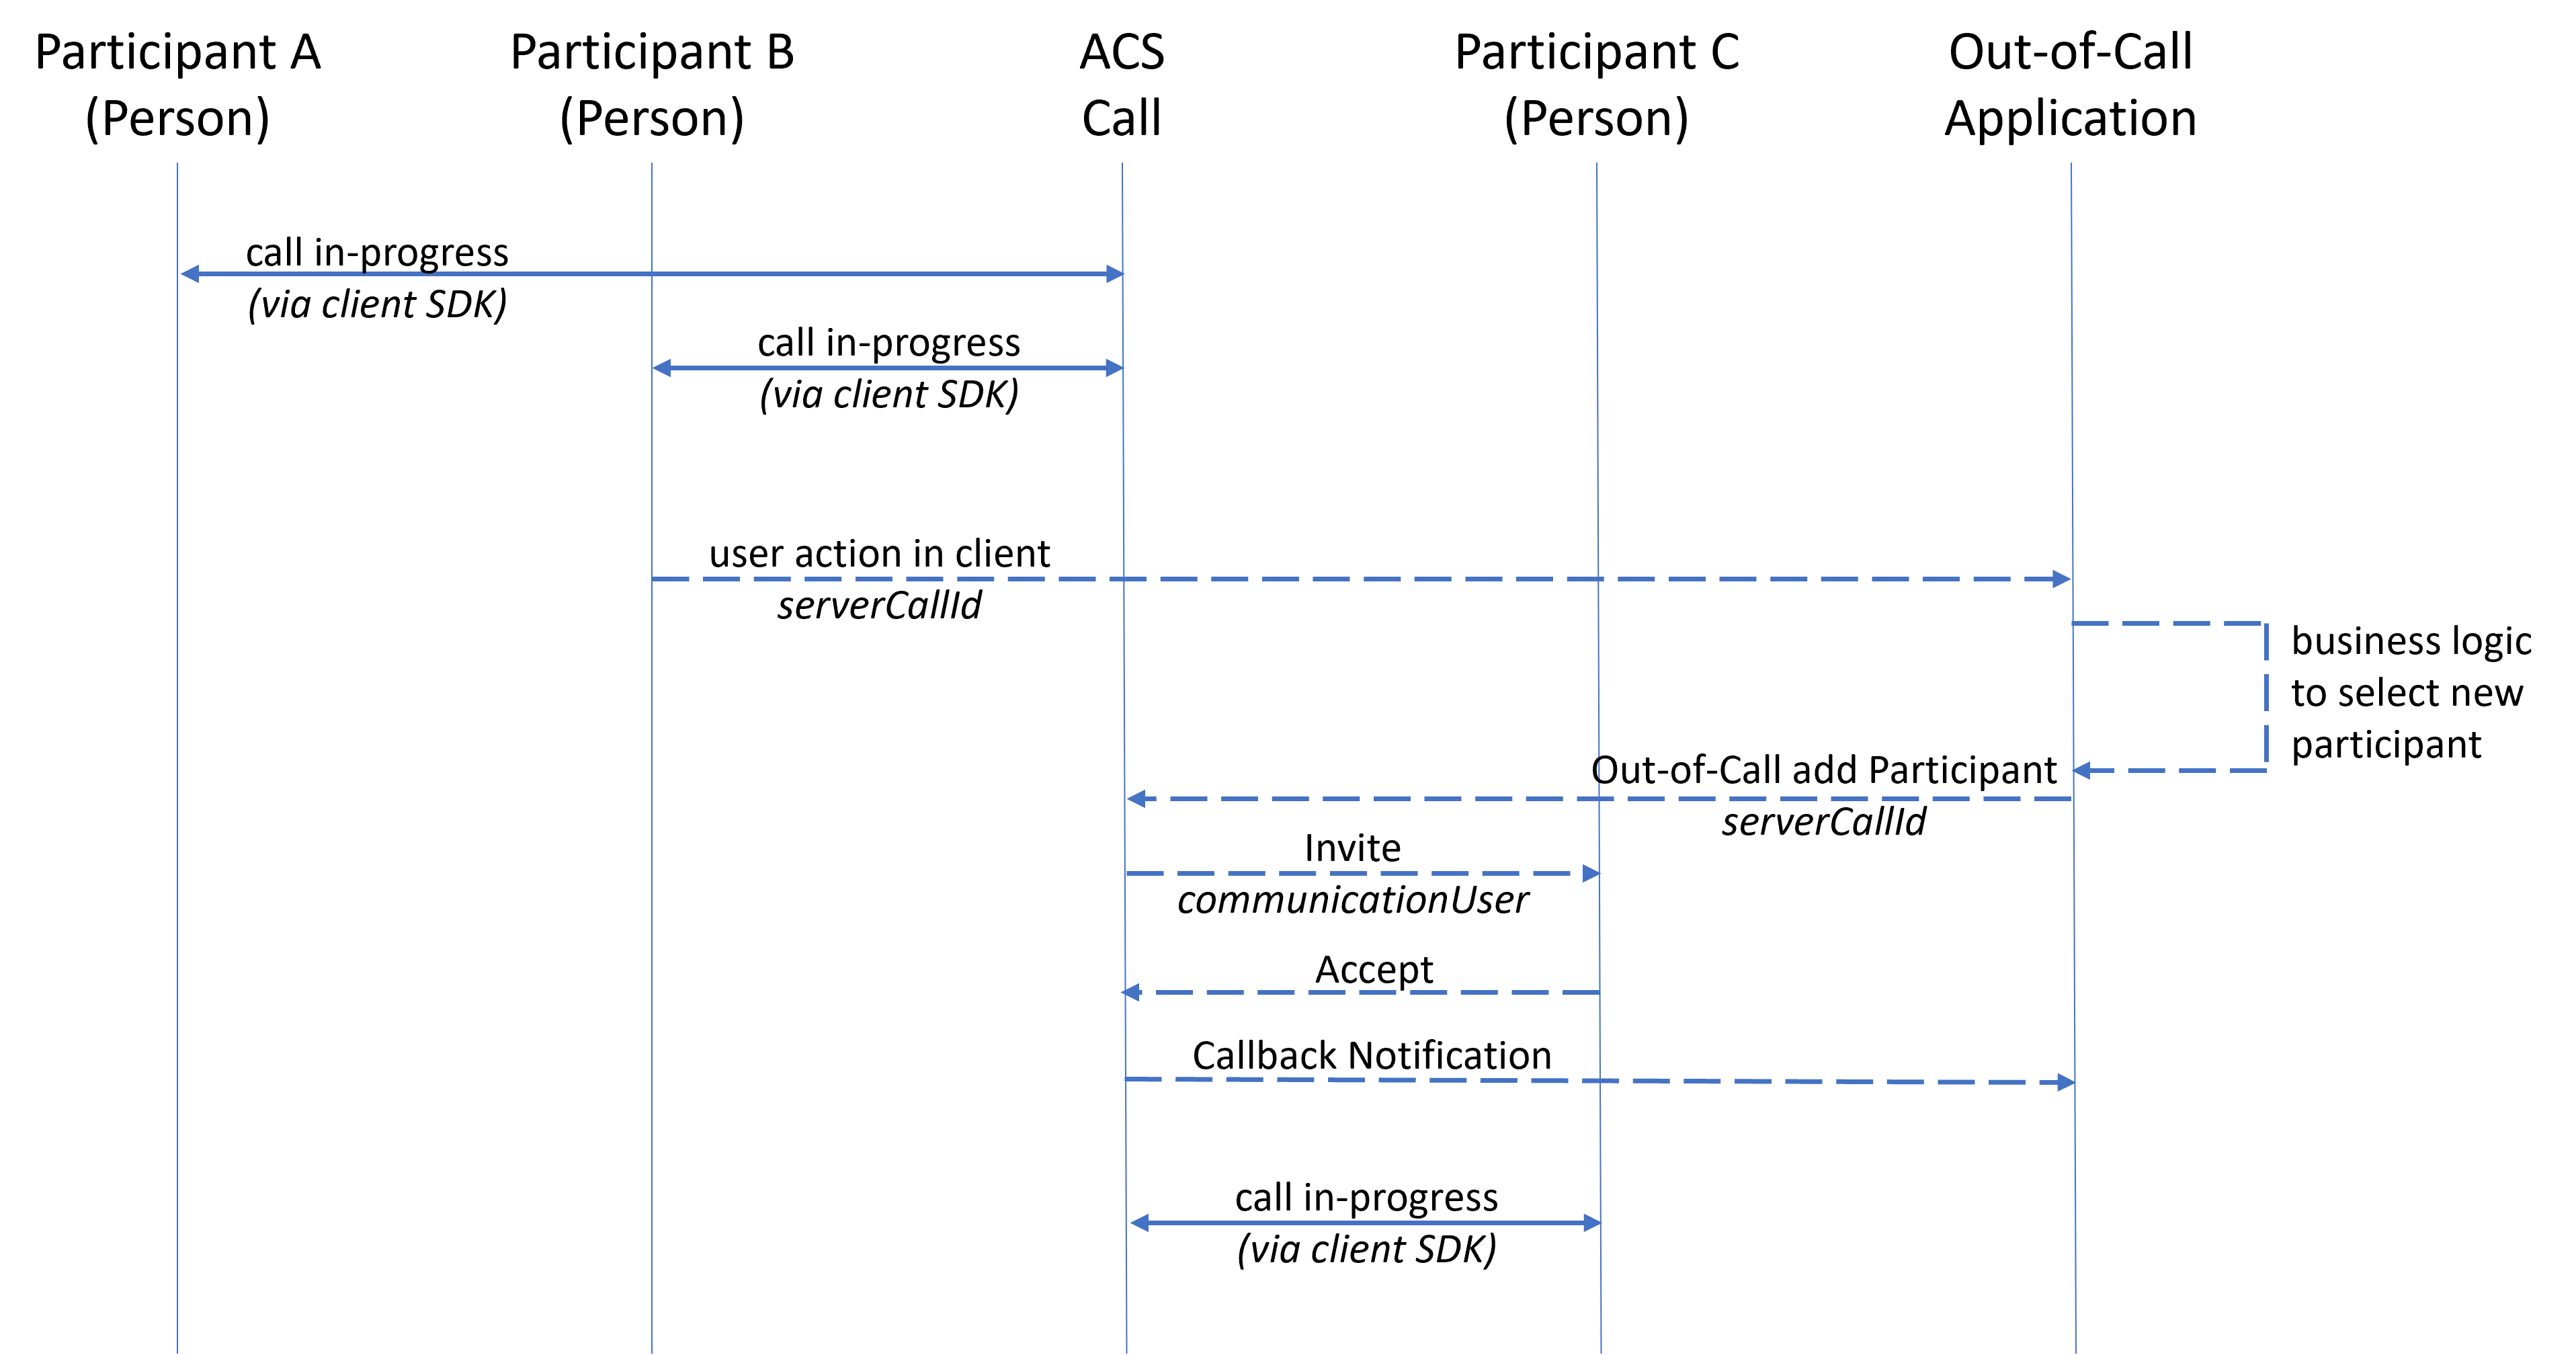 Participant A
(Person)
Participant B
(Person)
ACS
Call
Participant C
(Person)
Out-of-Call
Application
call in-progress
(via client SDK)
call in-progress
(via client SDK)
user action in client
serverCallId
business logic
to select new
participant
Out-of-Call add Participant
serverCallId
Invite
communicationUser
Accept
Callback Notification
call in-progress
(via client SDK)